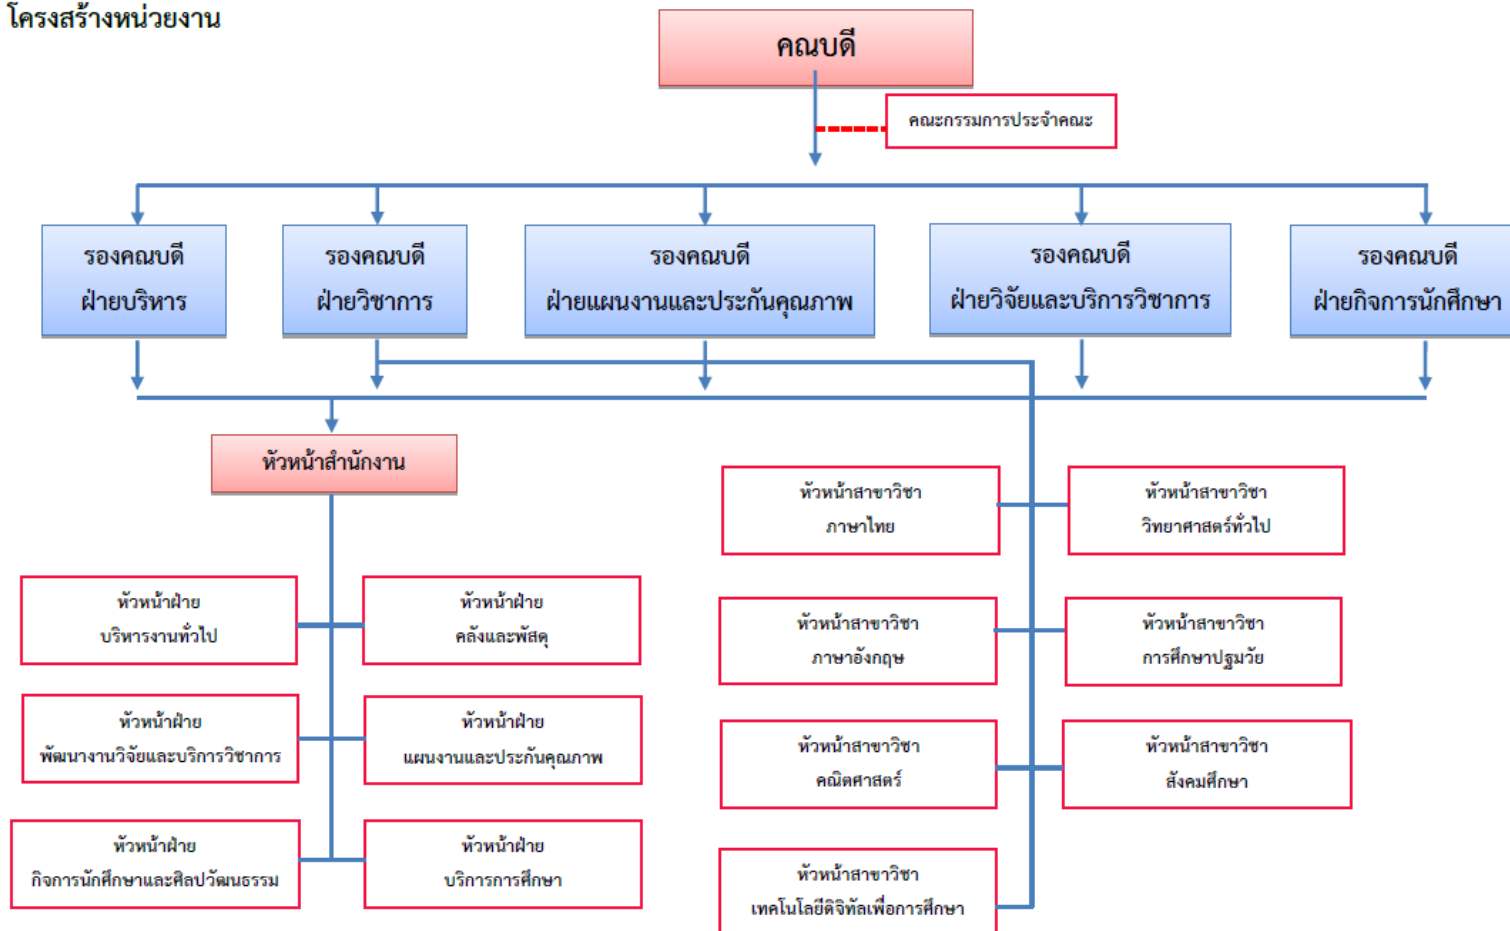 โครงสร้างหน่วยงาน
คณบดี
คณะกรรมการประจำคณะ
รองคณบดี
ฝ่ายบริหาร
รองคณบดี
ฝ่ายวิชาการ
รองคณบดี
ฝ่ายแผนงานและประกันคุณภาพ
รองคณบดี
ฝ่ายวิจัยและบริการวิชาการ
รองคณบดี
ฝ่ายกิจการนักศึกษา
หัวหน้าสำนักงาน
หัวหน้าฝ่าย
บริหารงานทั่วไป
หัวหน้าฝ่าย
คลังและพัสดุ
หัวหน้าฝ่าย
พัฒนางานวิจัยและบริการวิชาการ
หัวหน้าฝ่าย
แผนงานและประกันคุณภาพ
หัวหน้าฝ่าย
กิจการนักศึกษาและศิลปวัฒนธรรม
หัวหน้าฝ่าย
บริการการศึกษา
หัวหน้าสาขาวิชา
ภาษาไทย
หัวหน้าสาขาวิชา
วิทยาศาสตร์ทั่วไป
หัวหน้าสาขาวิชา
ภาษาอังกฤษ
หัวหน้าสาขาวิชา
การศึกษาปฐมวัย
หัวหน้าสาขาวิชา
คณิตศาสตร์
หัวหน้าสาขาวิชา
สังคมศึกษา
หัวหน้าสาขาวิชา
เทคโนโลยีดิจิทัลเพื่อการศึกษา